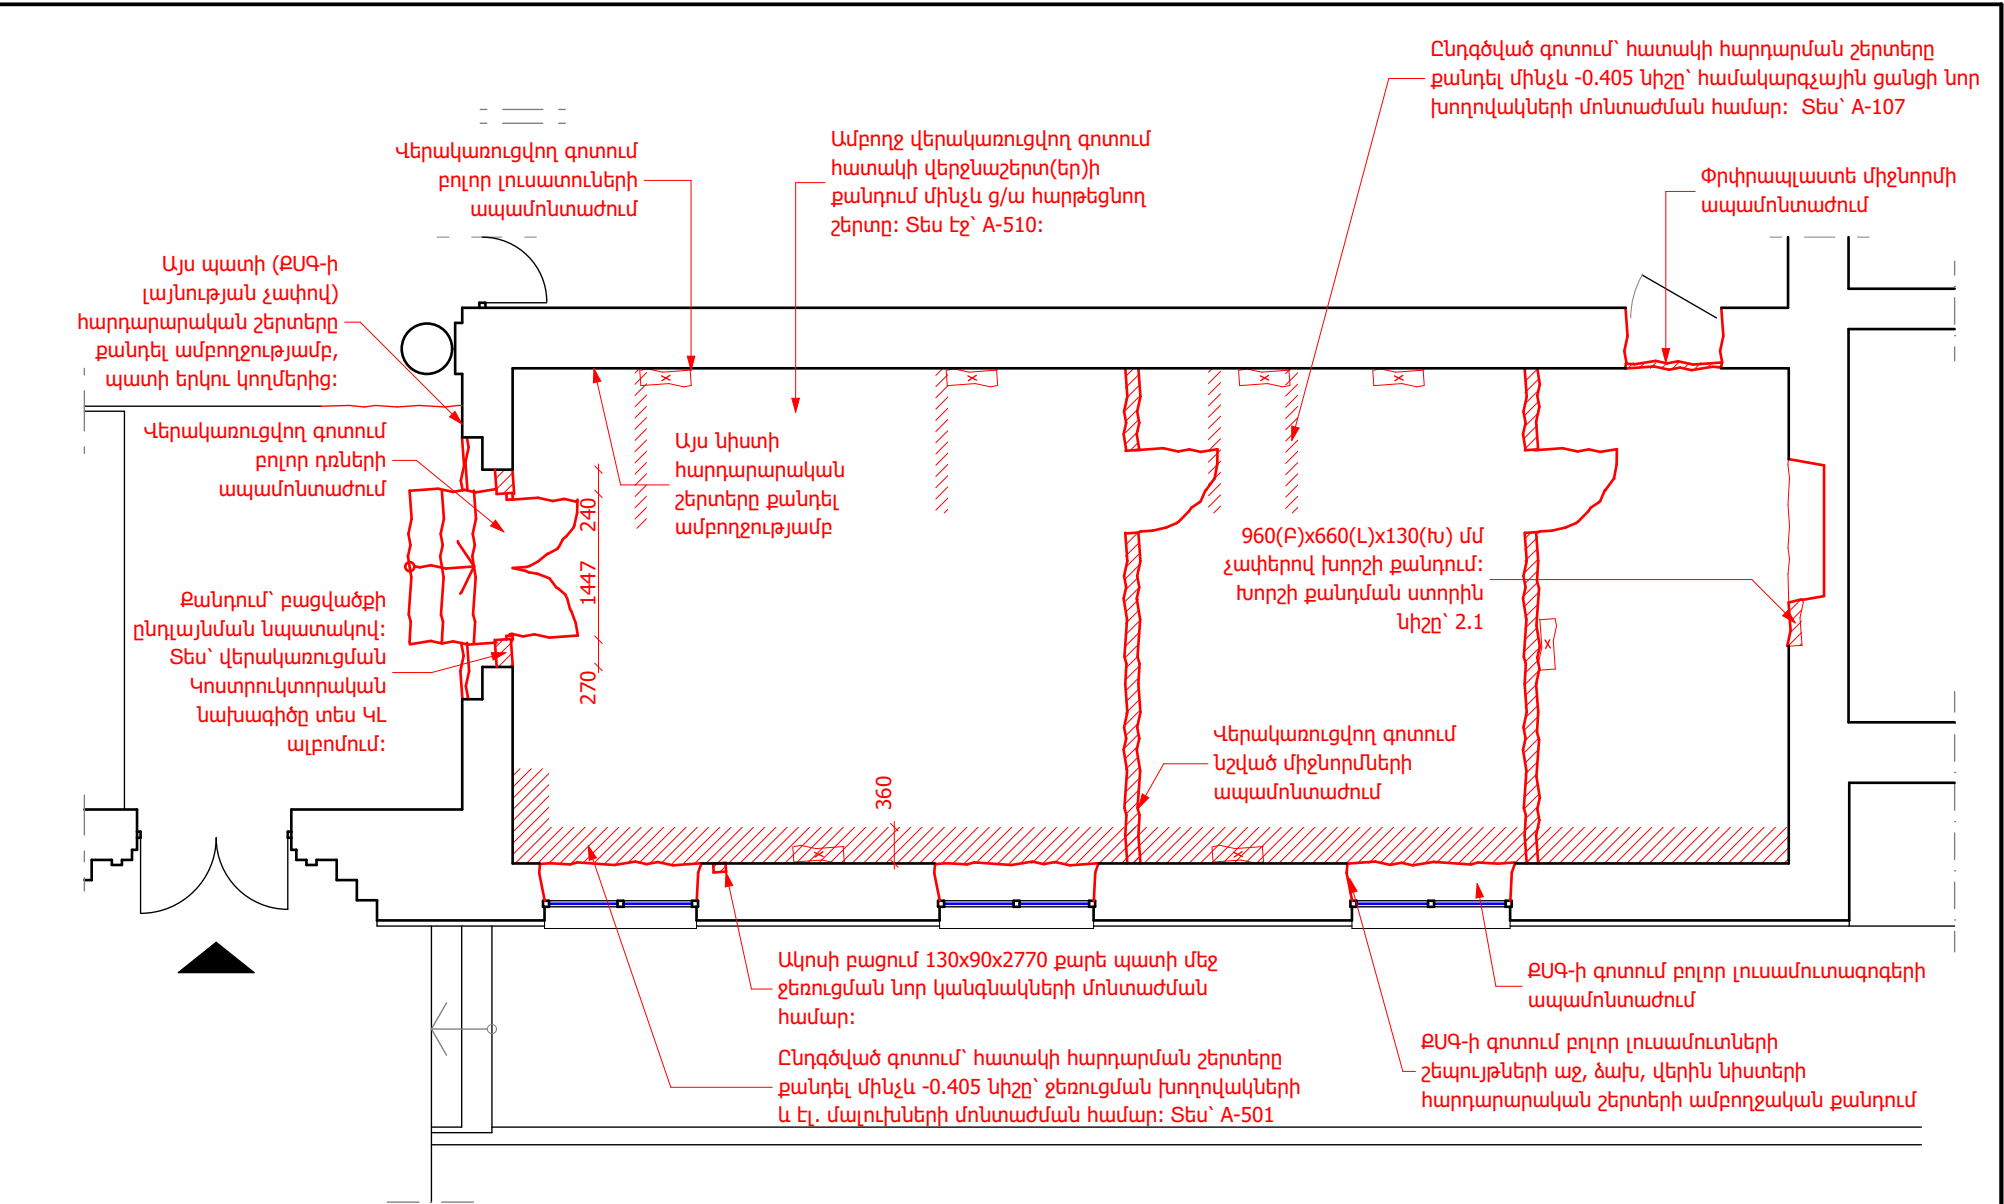 Ընդգծված գոտում՝ հատակի հարդարման շերտերը
քանդել մինչև -0.405 նիշը՝ համակարգչային ցանցի նոր
խողովակների մոնտաժման համար: Տես՝ A-107
Վերակառուցվող գոտում
բոլոր լուսատուների
ապամոնտաժում
Ամբողջ վերակառուցվող գոտում
հատակի վերջնաշերտ(եր)ի
քանդում մինչև ց/ա հարթեցնող
շերտը: Տես էջ՝ A-510:
Փրփրապլաստե միջնորմի
ապամոնտաժում
Այս պատի (ՔՍԳ-ի
լայնության չափով)
հարդարարական շերտերը
քանդել ամբողջությամբ,
պատի երկու կողմերից:
Վերակառուցվող գոտում
բոլոր դռների
ապամոնտաժում
Այս նիստի
հարդարարական
շերտերը քանդել
ամբողջությամբ
240
1447
270
960(Բ)x660(Լ)x130(Խ) մմ
չափերով խորշի քանդում:
Խորշի քանդման ստորին
նիշը՝ 2.1
Քանդում՝ բացվածքի
ընդլայնման նպատակով:
Տես՝ վերակառուցման
Կոստրուկտորական
նախագիծը տես ԿԼ
ալբոմում:
Վերակառուցվող գոտում
նշված միջնորմների
ապամոնտաժում
360
Ակոսի բացում 130x90x2770 քարե պատի մեջ
ջեռուցման նոր կանգնակների մոնտաժման
համար:
Ընդգծված գոտում՝ հատակի հարդարման շերտերը
քանդել մինչև -0.405 նիշը՝ ջեռուցման խողովակների
և էլ. մալուխների մոնտաժման համար: Տես՝ A-501
ՔՍԳ-ի գոտում բոլոր լուսամուտագոգերի
ապամոնտաժում
ՔՍԳ-ի գոտում բոլոր լուսամուտների
շեպույթների աջ, ձախ, վերին նիստերի
հարդարարական շերտերի ամբողջական քանդում